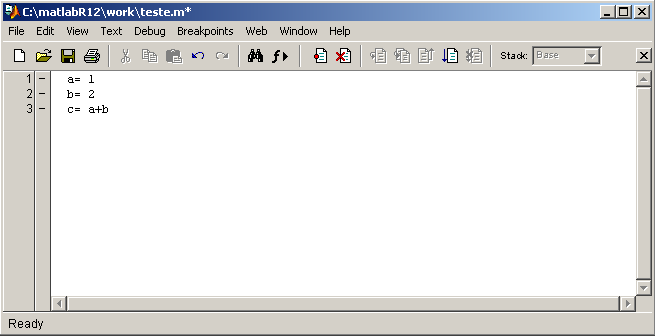 C:\matlabR12\work\teste.m*
File Edit View Text Debug Breakpoints Web Window Help
Stack: Base
1 – a= 1
2 – b= 2
3 – c= a+b
Ready